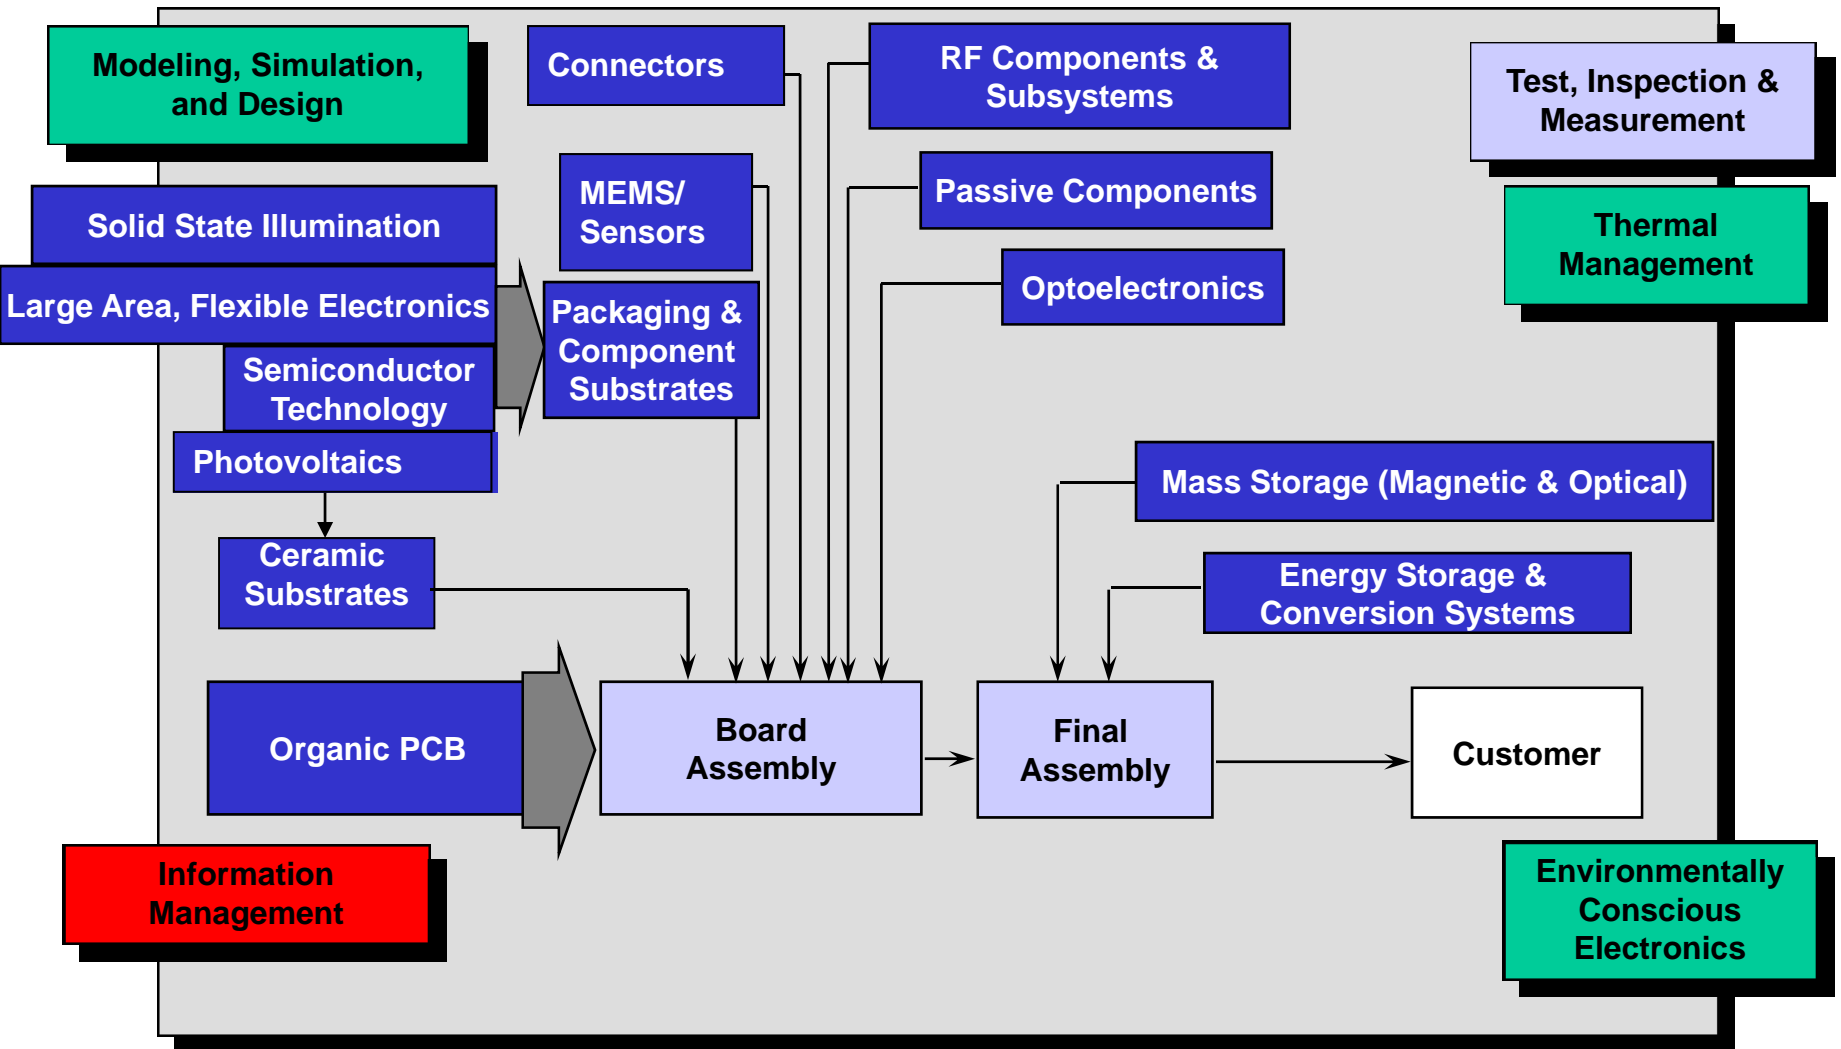 Modeling, Simulation,
and Design
Connectors
RF Components &
Subsystems
Test, Inspection &
Measurement
MEMS/
Sensors
Passive Components
Solid State Illumination
Thermal
Management
Large Area, Flexible Electronics
Optoelectronics
Packaging &
Component
Substrates
Semiconductor
Technology
Photovoltaics
Mass Storage (Magnetic & Optical)
Ceramic
Substrates
Energy Storage &
Conversion Systems
Organic PCB
Board
Assembly
Final
Assembly
Customer
Information
Management
Environmentally
Conscious
Electronics